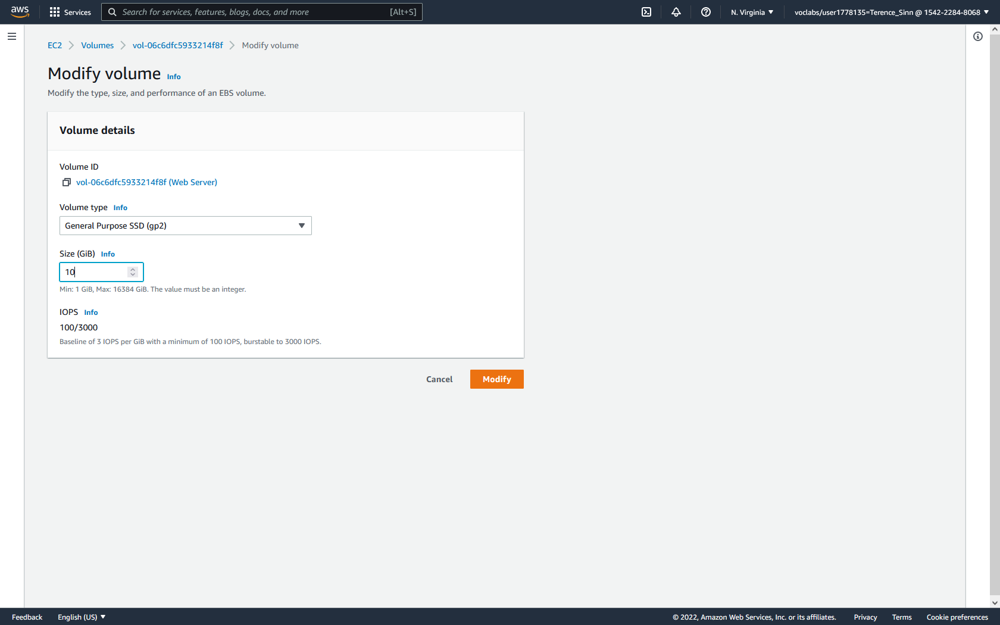 aws
Services
Search for services, features, blogs, docs, and more
[Alt+S]
N. Virginia
voclabs/user1778135=Terence_Sinn @ 1542-2284-8068
EC2
Volumes
vol-06c6dfc5933214f8f
Modify volume
Modify volume Info
Modify the type, size, and performance of an EBS volume.
Volume details
Volume ID
vol-06c6dfc5933214f8f (Web Server)
Volume type Info
General Purpose SSD (gp2)
Size (GiB) Info
10
Min: 1 GiB, Max: 16384 GiB. The value must be an integer.
IOPS Info
100/3000
Baseline of 3 IOPS per GiB with a minimum of 100 IOPS, burstable to 3000 IOPS.
Cancel
Modify
Feedback
English (US)
© 2022, Amazon Web Services, Inc. or its affiliates.
Privacy
Terms
Cookie preferences